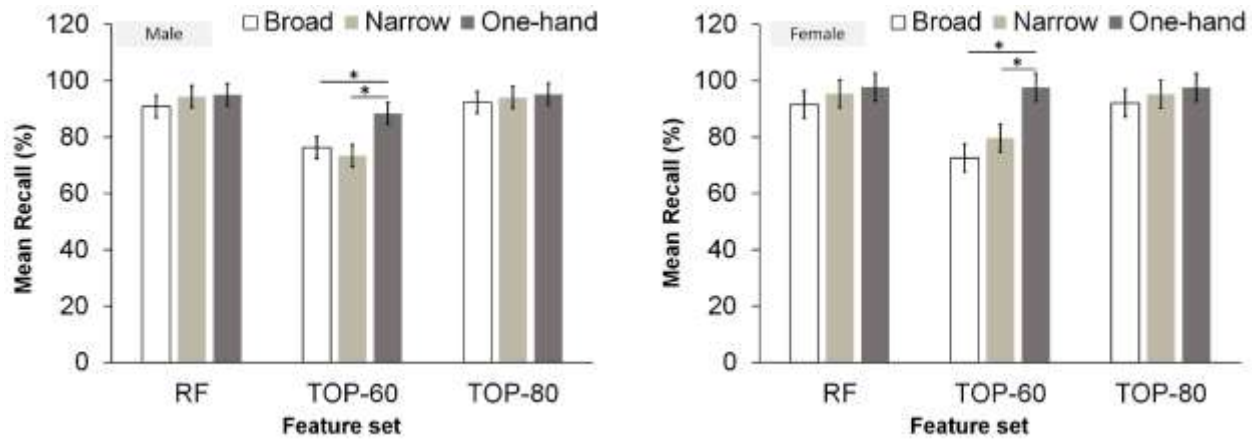 Male
Broad Narrow One-hand
120
100
80
60
40
20
0
Mean Recall (%)
* 
*
RF TOP-60 TOP-80
Feature set
Female
Broad Narrow One-hand
120
100
80
60
40
20
0
Mean Recall (%)
*
*
RF TOP-60 TOP-80
Feature set